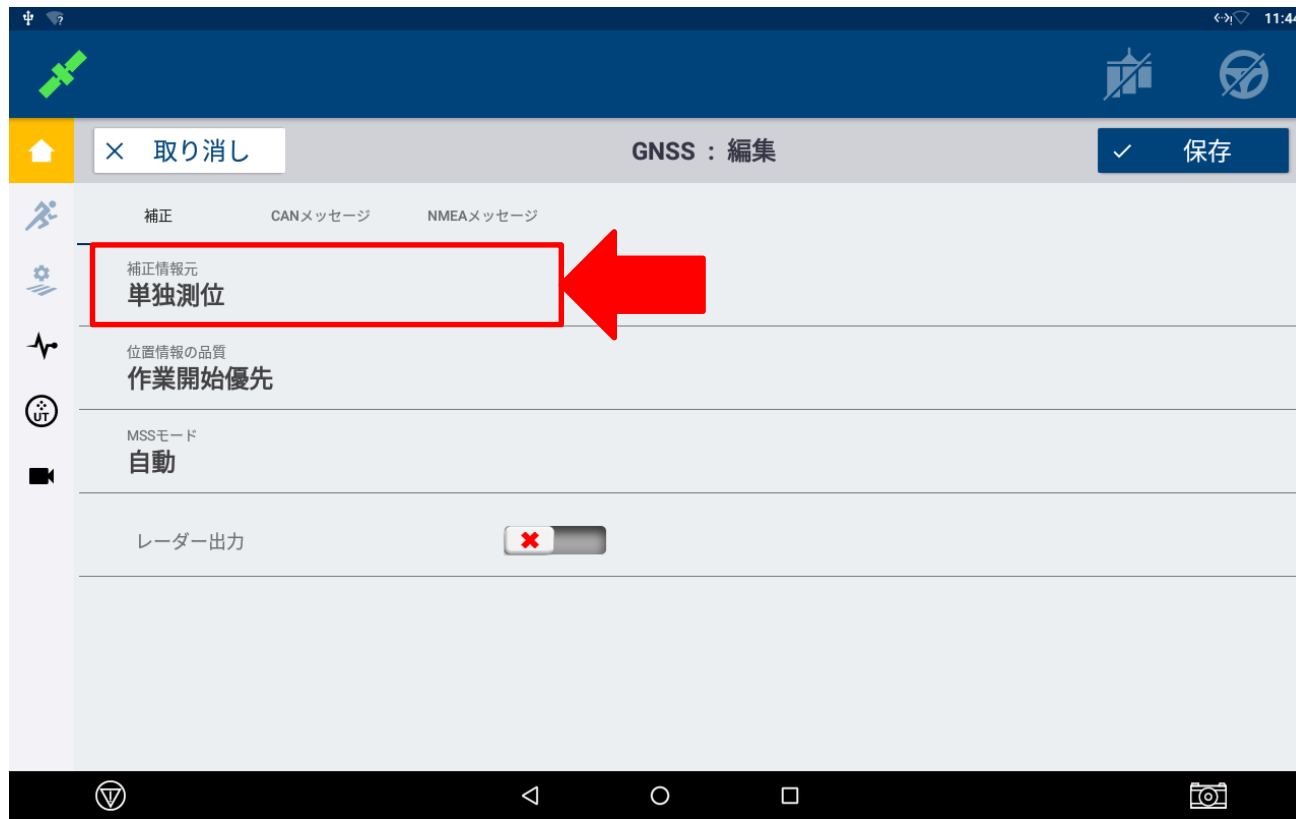 11:44
× 取り消し
GNSS : 編集
保存
補正
CANメッセージ
NMEAメッセージ
補正情報元
単独測位
位置情報の品質
作業開始優先
MSSモード
自動
UT
レーダー出力